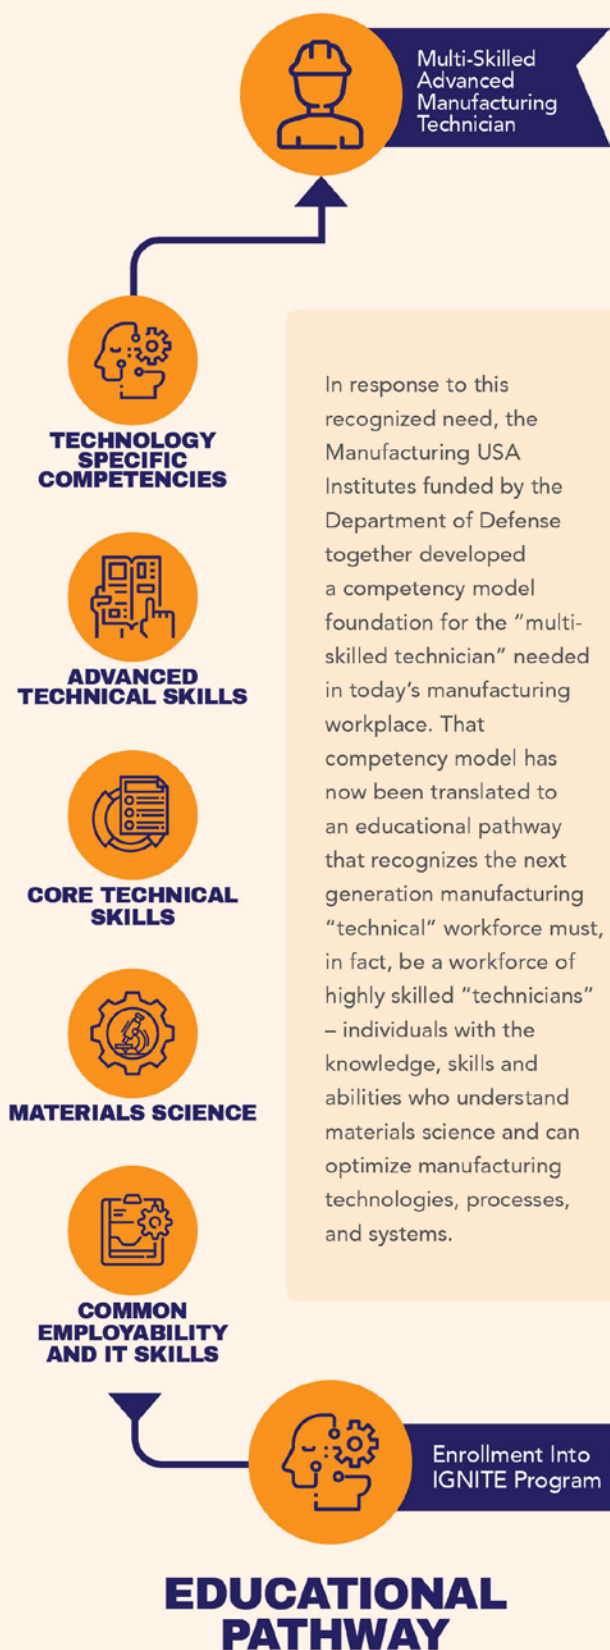 Multi-Skilled
Advanced
Manufacturing
Technician
TECHNOLOGY
SPECIFIC
COMPETENCIES
ADVANCED
TECHNICAL SKILLS
CORE TECHNICAL
SKILLS
MATERIALS SCIENCE
COMMON
EMPLOYABILITY
AND IT SKILLS
In response to this
recognized need, the
Manufacturing USA
Institutes funded by the
Department of Defense
together developed
a competency model
foundation for the “multi-
skilled technician” needed
in today’s manufacturing
workplace. That
competency model has
now been translated to
an educational pathway
that recognizes the next
generation manufacturing
“technical” workforce must,
in fact, be a workforce of
highly skilled “technicians”
– individuals with the
knowledge, skills and
abilities who understand
materials science and can
optimize manufacturing
technologies, processes,
and systems.
Enrollment Into
IGNITE Program
EDUCATIONAL
PATHWAY